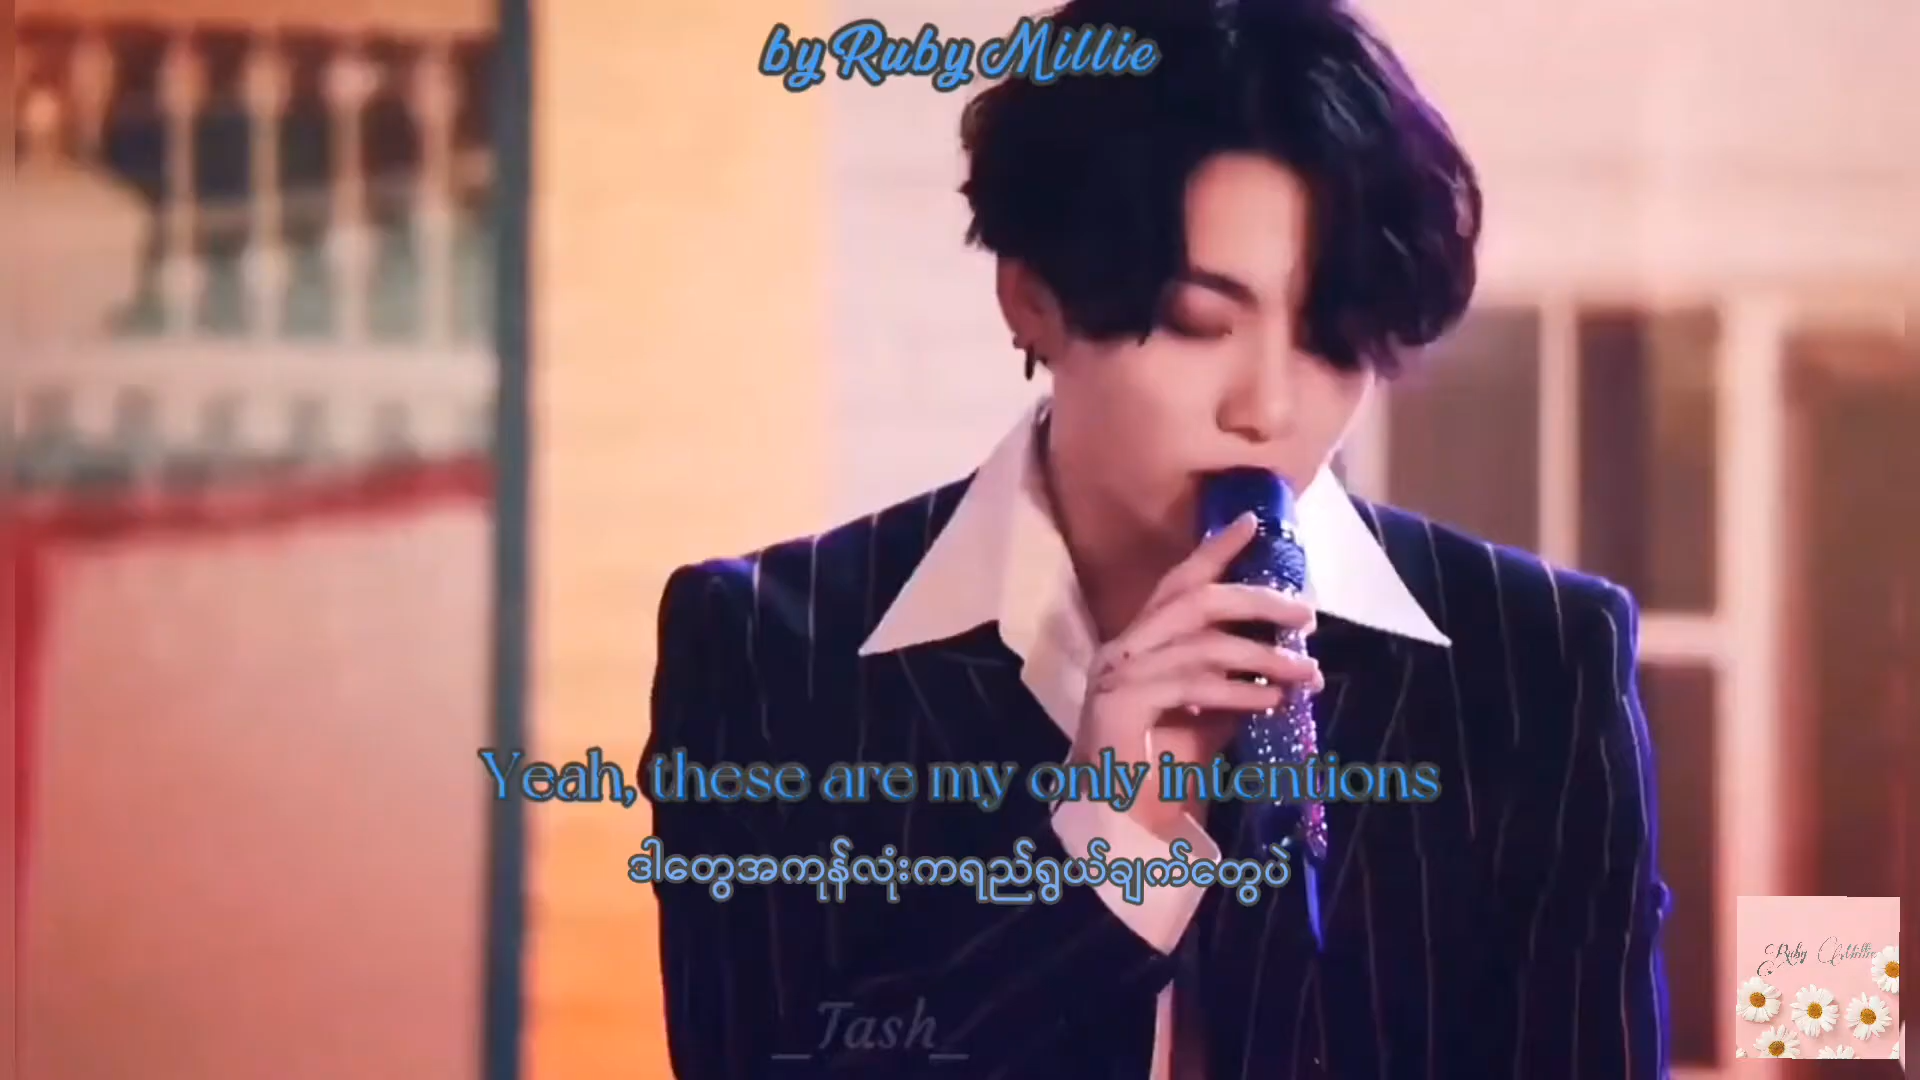 by Ruby Millie
Yeah, these are my only intentions
ဒါတွေအကုန်လုံးကရည်ရွယ်ချက်တွေပဲ
_Tash_
Ruby Millie